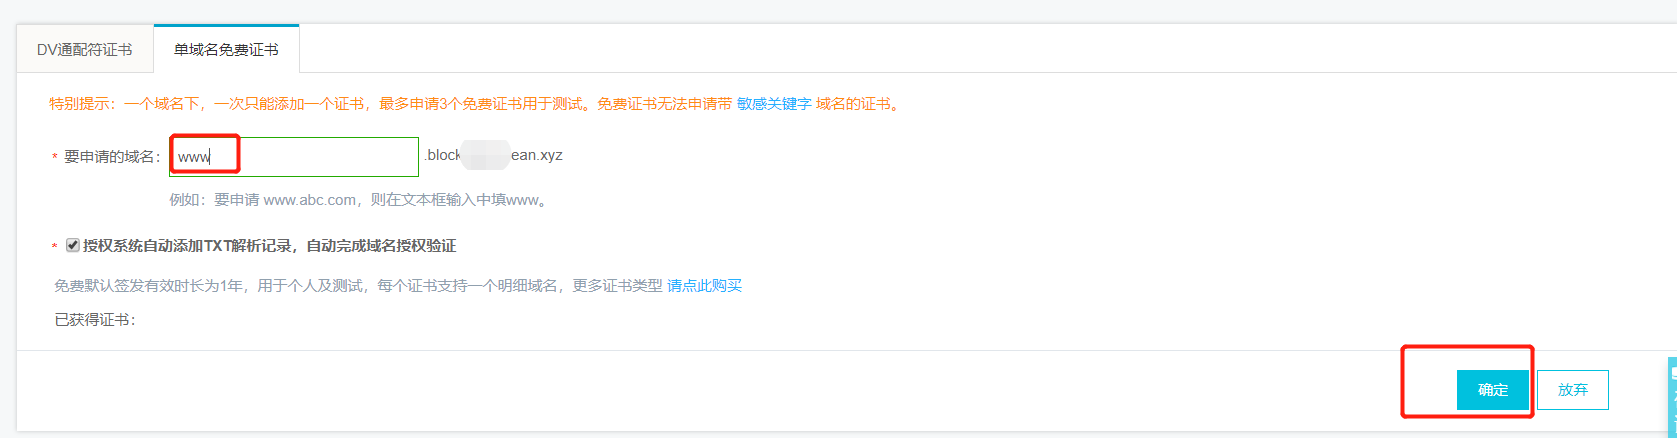 DV通配符证书 单域名免费证书
特别提示：一个域名下，一次只能添加一个证书，最多申请3个免费证书用于测试。免费证书无法申请带 敏感关键字 域名的证书。
* 要申请的域名： www .block ean.xyz
例如：要申请 www.abc.com，则在文本框输入中填www。
* 授权系统自动添加TXT解析记录，自动完成域名授权验证
免费默认签发有效时长为1年，用于个人及测试，每个证书支持一个明细域名，更多证书类型 请点此购买
已获得证书：
确定 放弃